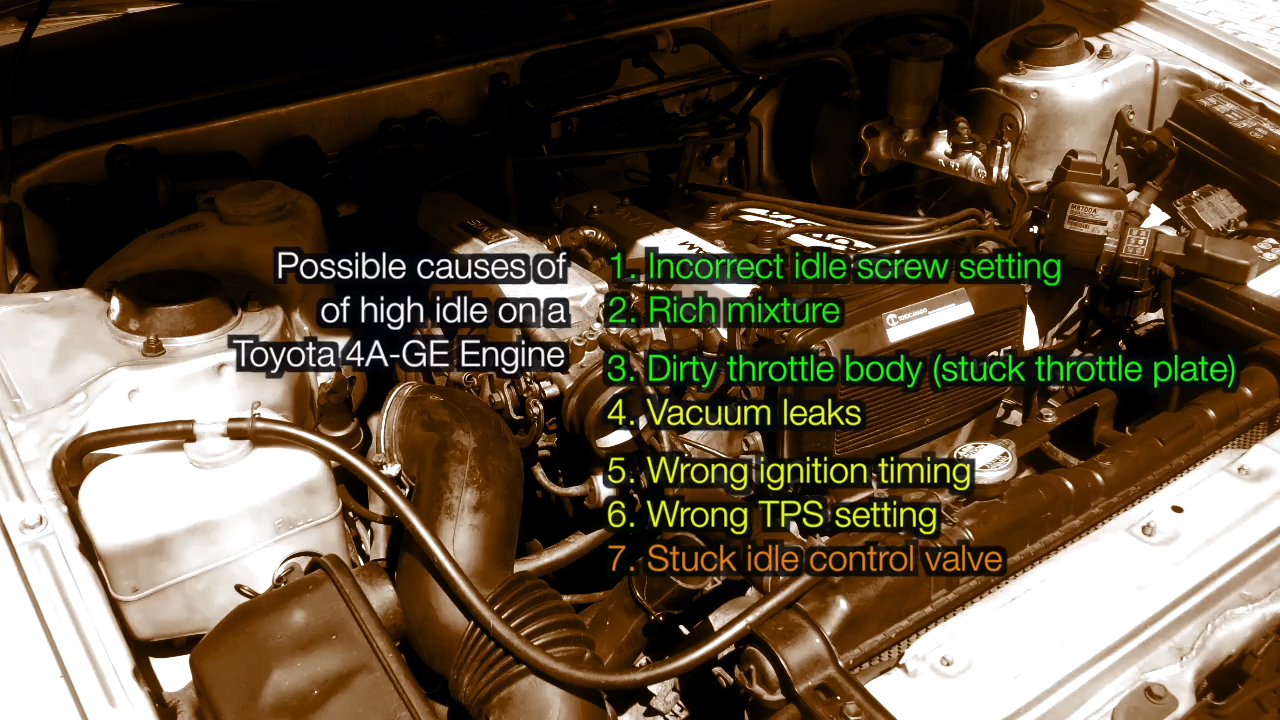 Possible causes of
of high idle on a
Toyota 4A-GE Engine
1. Incorrect idle screw setting
2. Rich mixture
3. Dirty throttle body (stuck throttle plate)
4. Vacuum leaks
5. Wrong ignition timing
6. Wrong TPS setting
7. Stuck idle control valve